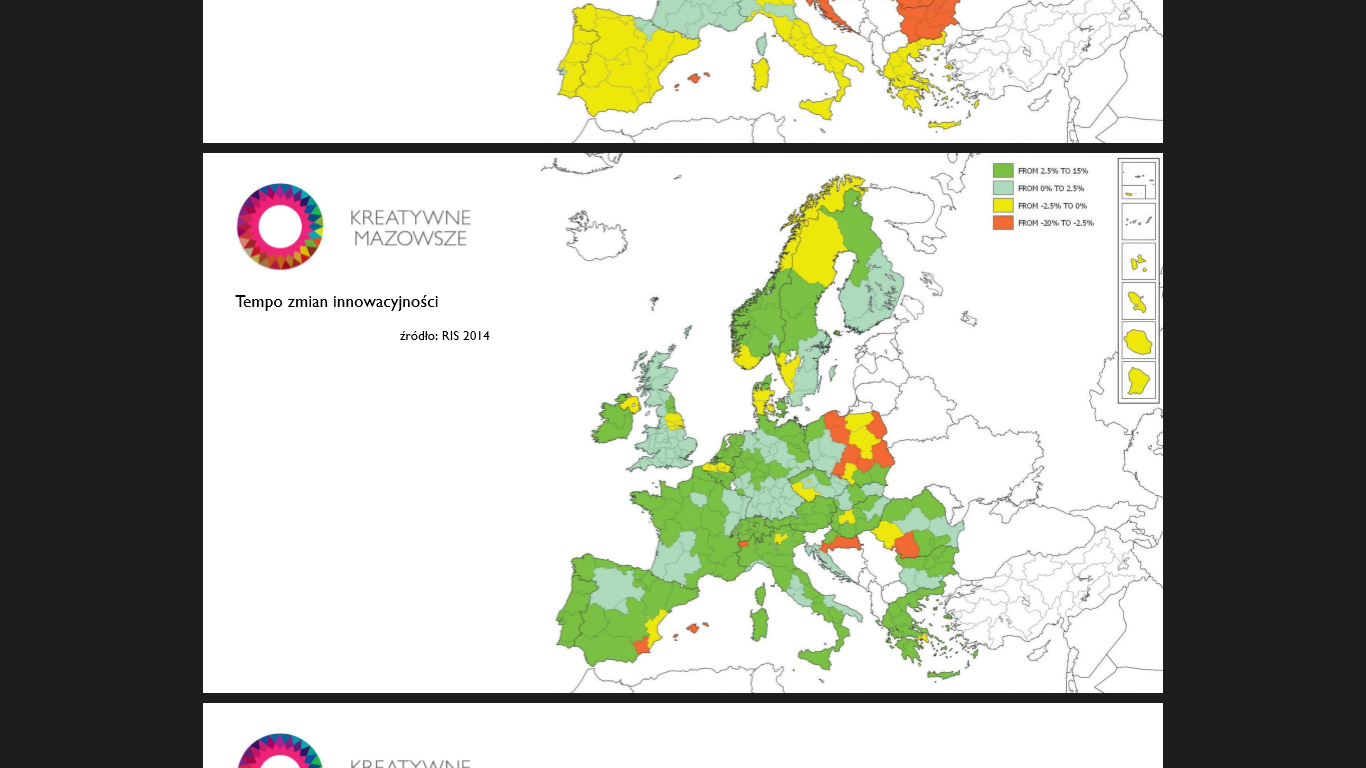 KREATYWNE
MAZOWSZE
Tempo zmian innowacyjności
źródło: RIS 2014
FROM 2.5% TO 15%
FROM 0% TO 2.5%
FROM -2.5% TO 0%
FROM -20% TO -2.5%
KREATYWNE